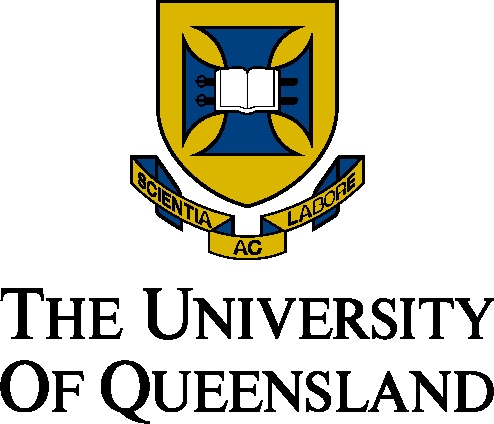 SCIENTIA AC LABORE
THE UNIVERSITY
OF QUEENSLAND